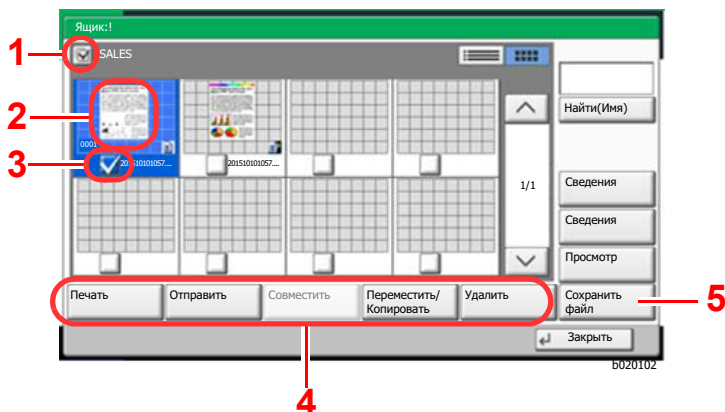 Ящик:!
1
SALES
2
Найти(Имя)
0001
3
201510101057....
201510101057....
1/1
Сведения
Сведения
Просмотр
Печать
Отправить
Совместить
Переместить/
Копировать
Удалить
Сохранить
файл
5
Закрыть
b020102
4